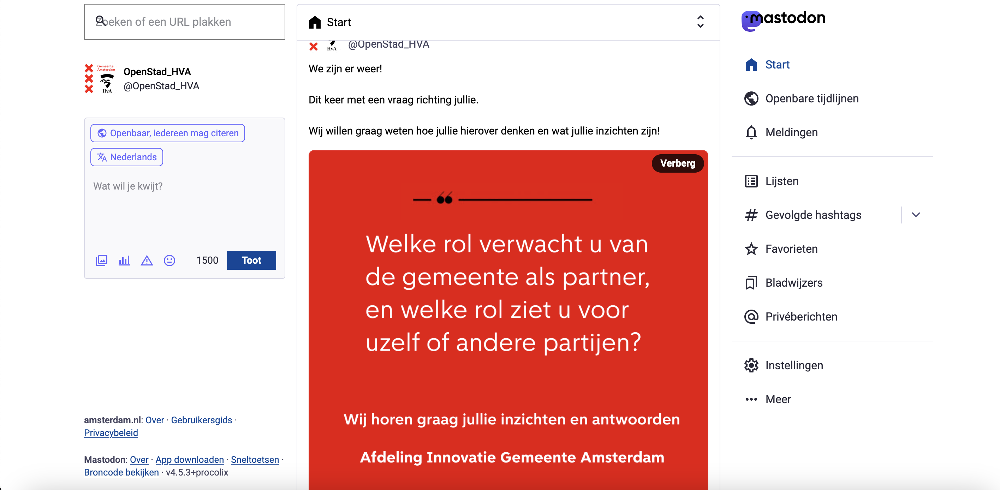 Zoeken of een URL plakken
Gemeente
Amsterdam
HvA
OpenStad_HVA
@OpenStad_HVA
Openbaar, iedereen mag citeren
Nederlands
Wat wil je kwijt?
1500
Toot
amsterdam.nl: Over · Gebruikersgids ·
Privacybeleid
Mastodon: Over · App downloaden · Sneltoetsen ·
Broncode bekijken · v4.5.3+procolix
Start
HvA
@OpenStad_HVA
We zijn er weer!
Dit keer met een vraag richting jullie.
Wij willen graag weten hoe jullie hierover denken en wat jullie inzichten zijn!
Verberg
Welke rol verwacht u van
de gemeente als partner,
en welke rol ziet u voor
uzelf of andere partijen?
Wij horen graag jullie inzichten en antwoorden
Afdeling Innovatie Gemeente Amsterdam
mastodon
Start
Openbare tijdlijnen
Meldingen
Lijsten
Gevolgde hashtags
Favorieten
Bladwijzers
Privéberichten
Instellingen
Meer